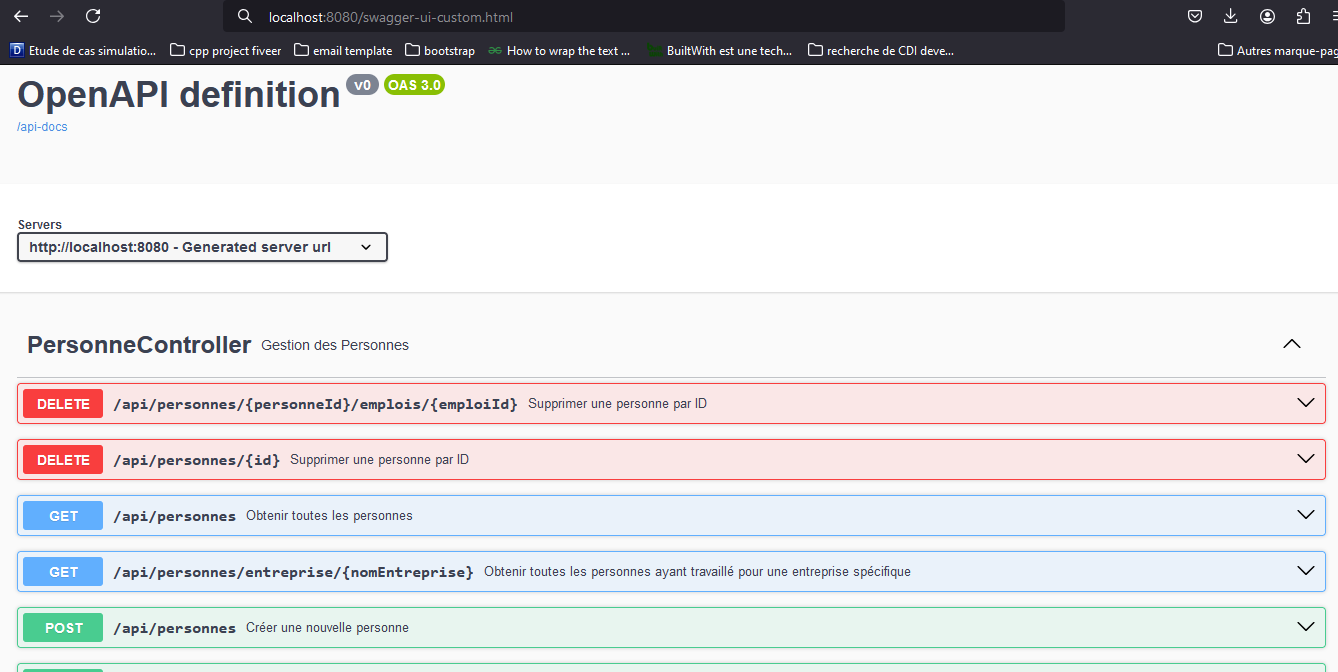 localhost:8080/swagger-ui-custom.html
Etude de cas simulatio... cpp project fiveer email template bootstrap How to wrap the text ... BuiltWith est une tech... recherche de CDI deve... Autres marque-pag
OpenAPI definition v0 OAS 3.0
/api-docs
Servers
http://localhost:8080 - Generated server url
PersonneController Gestion des Personnes
DELETE /api/personnes/{personneId}/emplois/{emploiId} Supprimer une personne par ID
DELETE /api/personnes/{id} Supprimer une personne par ID
GET /api/personnes Obtenir toutes les personnes
GET /api/personnes/entreprise/{nomEntreprise} Obtenir toutes les personnes ayant travaillé pour une entreprise spécifique
POST /api/personnes Créer une nouvelle personne